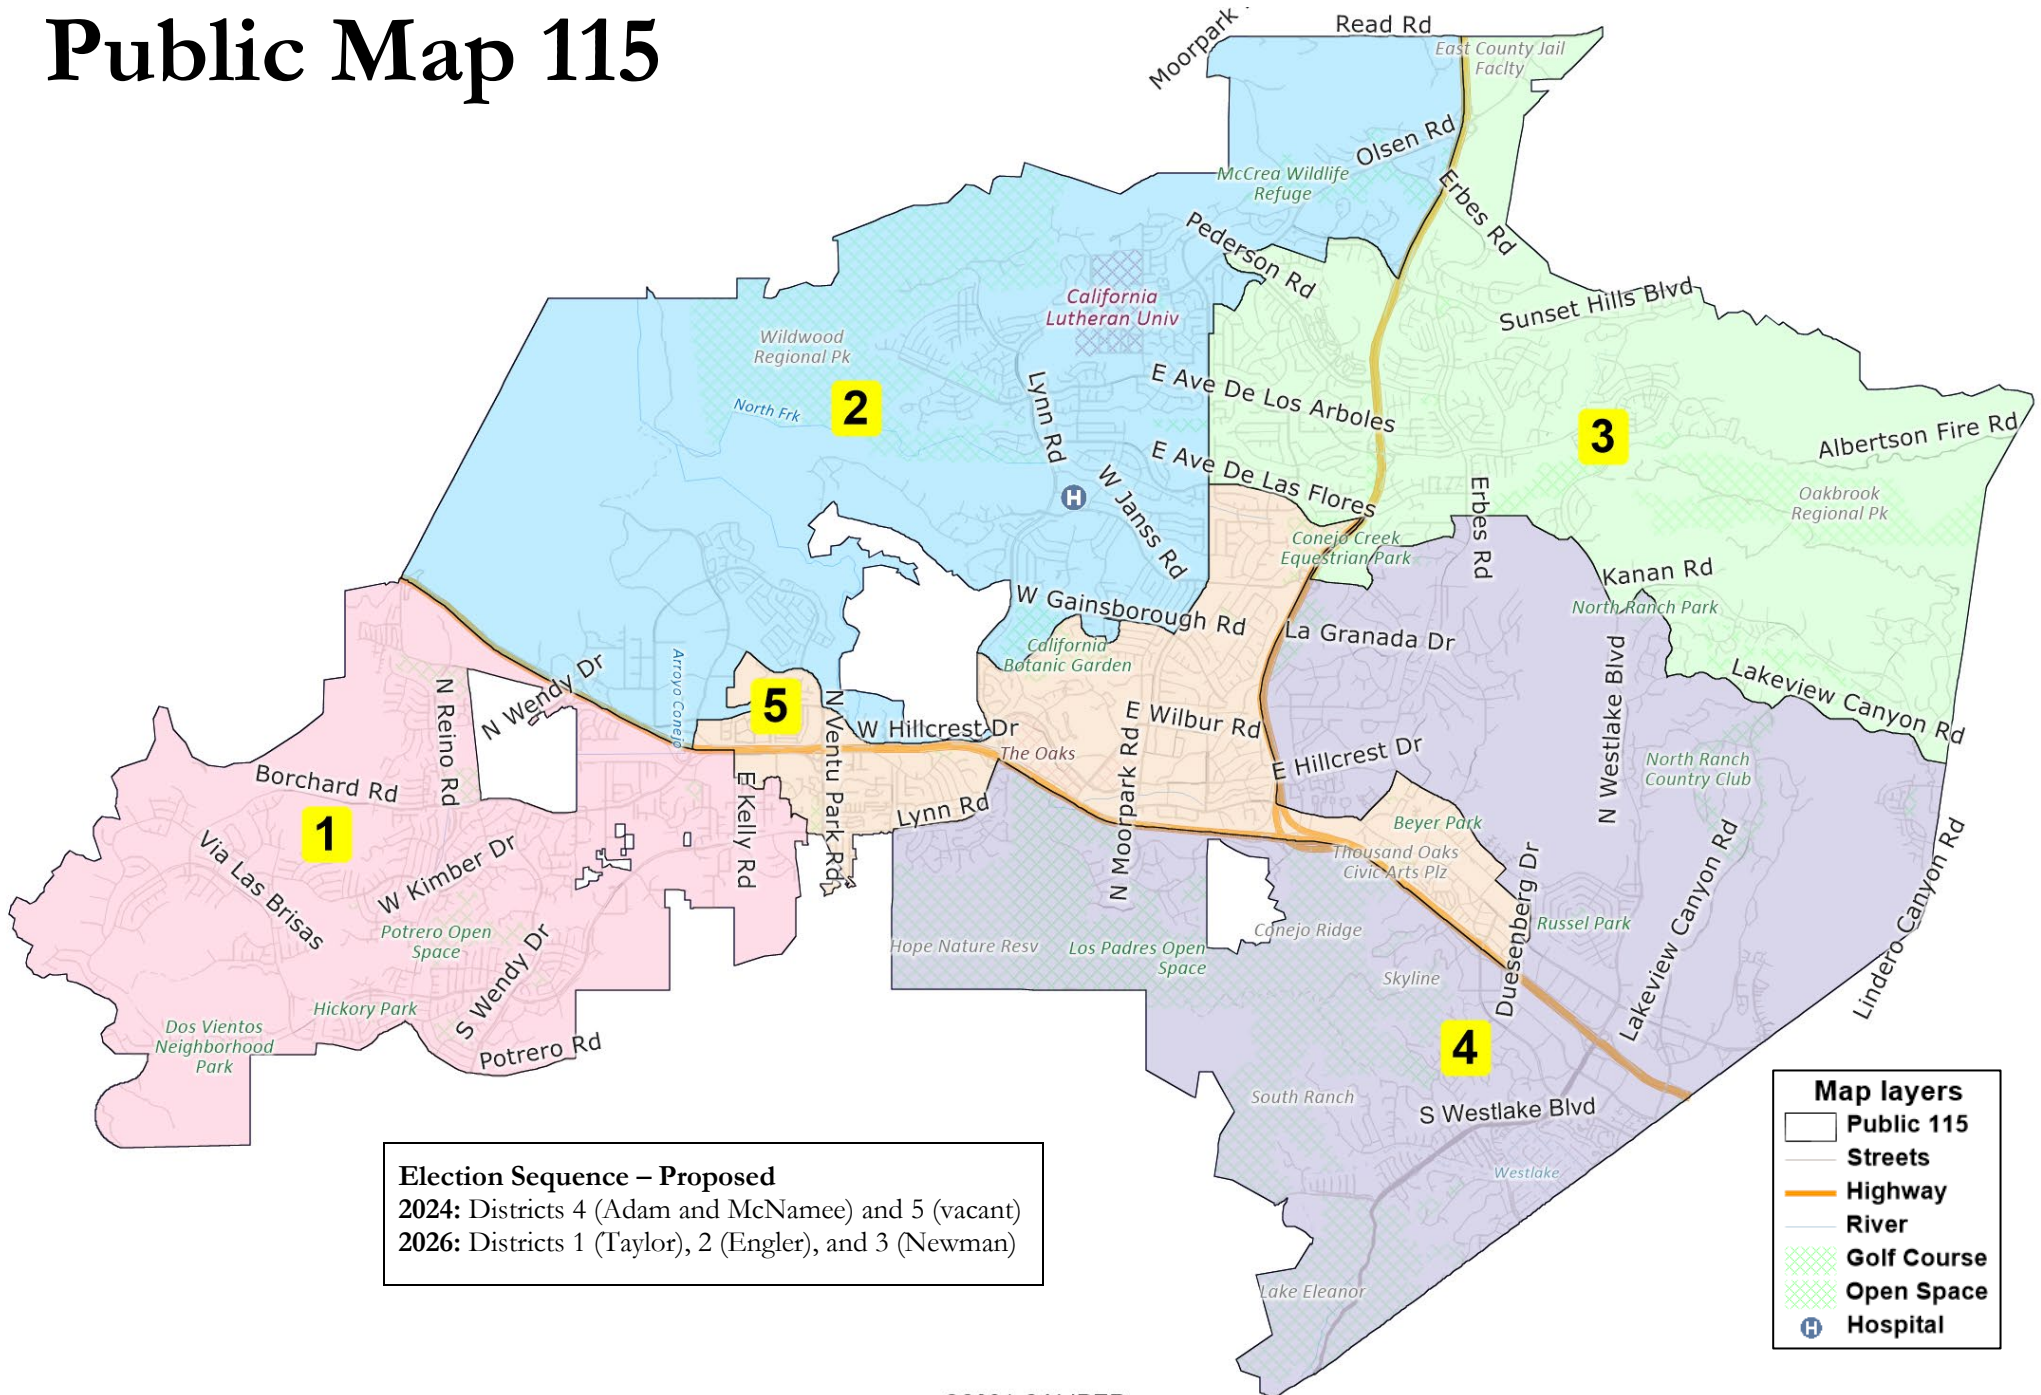 Public Map 115
Moorpark
Read Rd
East County Jail
Faclty
Olsen Rd
McCrea Wildlife
Refuge
Erbes Rd
Pederson Rd
Sunset Hills Blvd
California
Lutheran Univ
Wildwood
Regional Pk
North Frk
2
Lynn Rd
E Ave De Los Arboles
3
Albertson Fire Rd
E Ave De Las Flores
W Janss Rd
H
Erbes Rd
Oakbrook
Regional Pk
Conejo Creek
Equestrian Park
Kanan Rd
North Ranch Park
W Gainsborough Rd
La Granada Dr
California
Botanic Garden
N Wendy Dr
Arroyo Conejo
N Reino Rd
5
N Ventu Park Rd
W Hillcrest Dr
The Oaks
E Wilbur Rd
N Moorpark Rd
E Hillcrest Dr
N Westlake Blvd
Lakeview Canyon Rd
North Ranch
Country Club
Borchard Rd
1
E Kelly Rd
Lynn Rd
Beyer Park
Thousand Oaks
Civic Arts Plz
Via Las Brisas
W Kimber Dr
Potrero Open
Space
S Wendy Dr
Hope Nature Resv
Los Padres Open
Space
Conejo Ridge
Skyline
Duesenberg Dr
Russel Park
Lakeview Canyon Rd
Lindero Canyon Rd
Hickory Park
Dos Vientos
Neighborhood
Park
Potrero Rd
4
South Ranch
S Westlake Blvd
Westlake
Lake Eleanor
Election Sequence – Proposed
2024: Districts 4 (Adam and McNamee) and 5 (vacant)
2026: Districts 1 (Taylor), 2 (Engler), and 3 (Newman)
Map layers
Public 115
Streets
Highway
River
Golf Course
Open Space
H Hospital